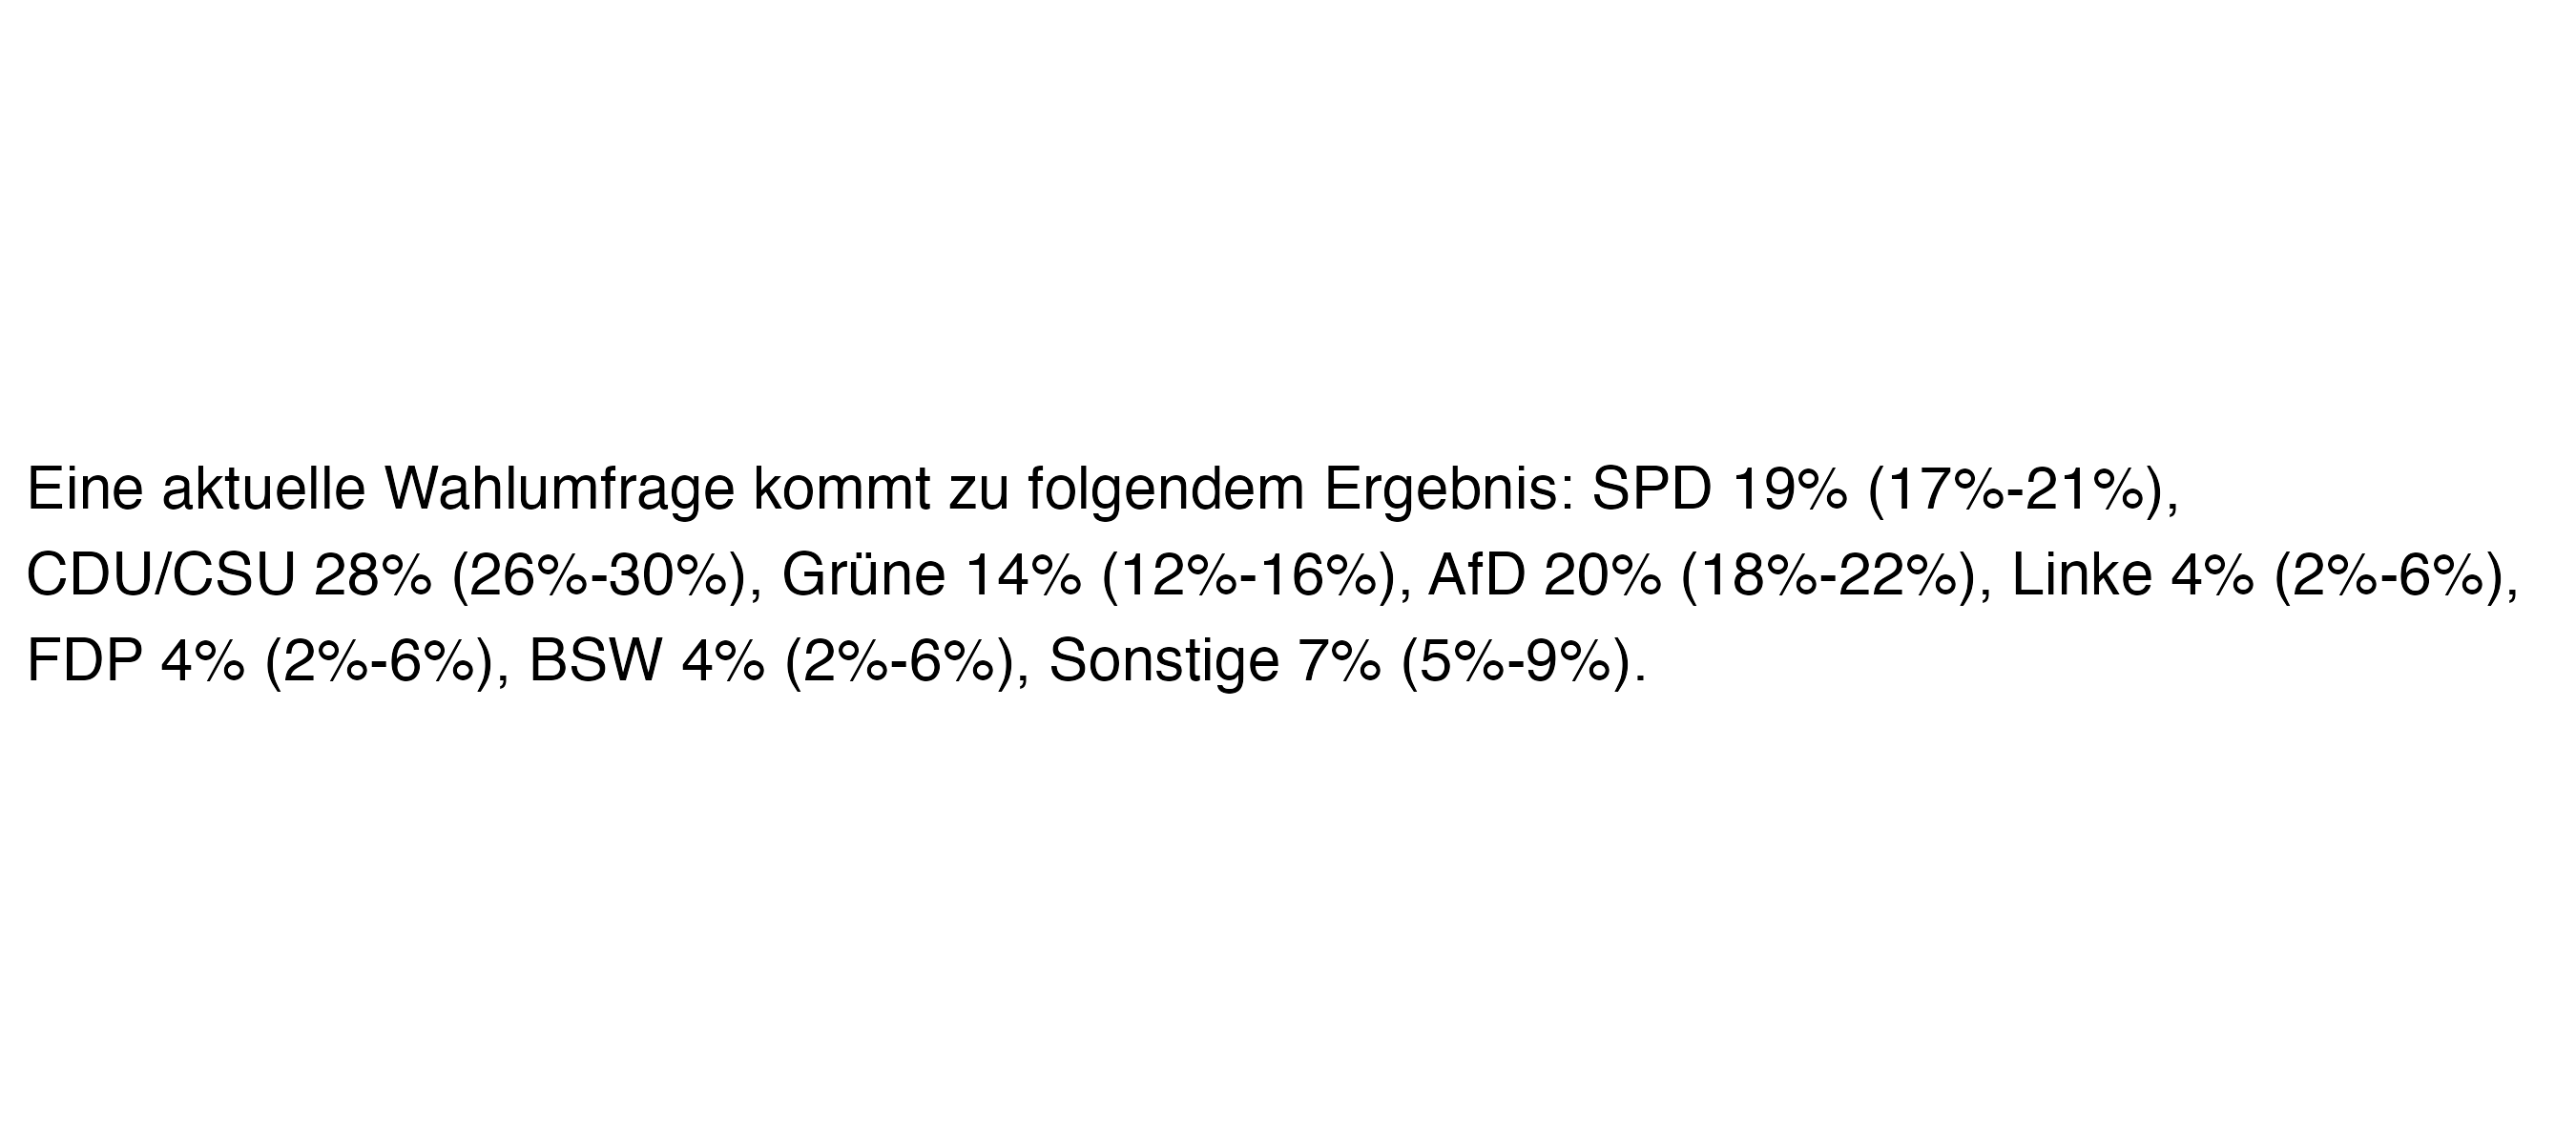 Eine aktuelle Wahlumfrage kommt zu folgendem Ergebnis: SPD 19% (17%-21%),
CDU/CSU 28% (26%-30%), Grüne 14% (12%-16%), AfD 20% (18%-22%), Linke 4% (2%-6%),
FDP 4% (2%-6%), BSW 4% (2%-6%), Sonstige 7% (5%-9%).